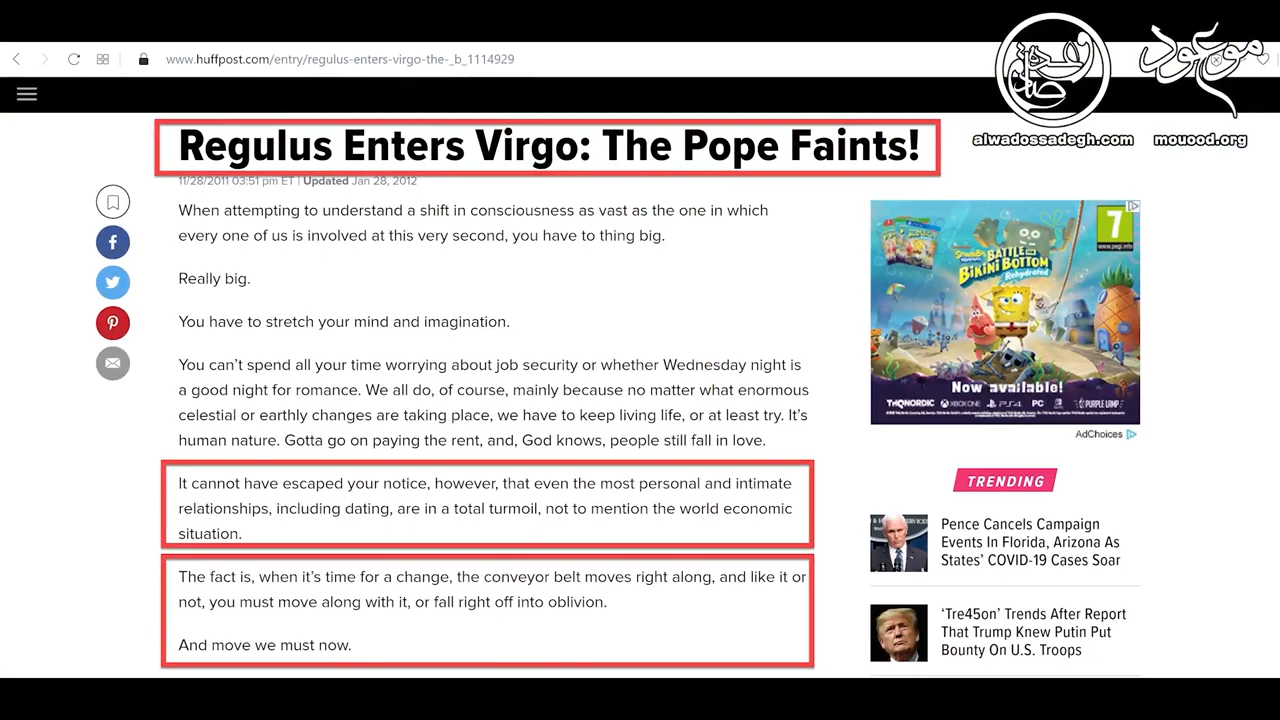 موعود
www.huffpost.com/entry/regulus-enters-virgo-the-_b_1114929
alwadossadegh.com
mouood.org
Regulus Enters Virgo: The Pope Faints!
11/28/2011 03:51 pm ET | Updated Jan 28, 2012
When attempting to understand a shift in consciousness as vast as the one in which
every one of us is involved at this very second, you have to thing big.
Really big.
You have to stretch your mind and imagination.
You can’t spend all your time worrying about job security or whether Wednesday night is
a good night for romance. We all do, of course, mainly because no matter what enormous
celestial or earthly changes are taking place, we have to keep living life, or at least try. It’s
human nature. Gotta go on paying the rent, and, God knows, people still fall in love.
It cannot have escaped your notice, however, that even the most personal and intimate
relationships, including dating, are in a total turmoil, not to mention the world economic
situation.
The fact is, when it’s time for a change, the conveyor belt moves right along, and like it or
not, you must move along with it, or fall right off into oblivion.
And move we must now.
7
www.pegi.info
SpongeBob
BATTLE for
BIKINI BOTTOM
Rehydrated
Now available!
THQNORDIC XBOX ONE PS4 PC PURPLE LAMP
AdChoices
TRENDING
Pence Cancels Campaign
Events In Florida, Arizona As
States’ COVID-19 Cases Soar
‘Tre45on’ Trends After Report
That Trump Knew Putin Put
Bounty On U.S. Troops